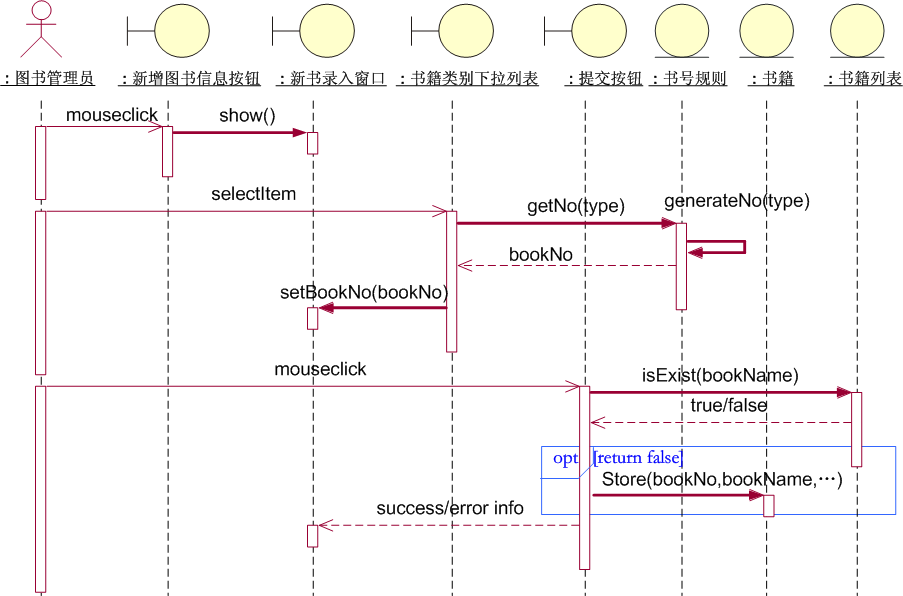 : 图书管理员
: 新增图书信息按钮
: 新书录入窗口
: 书籍类别下拉列表
: 提交按钮
: 书号规则
: 书籍
: 书籍列表
mouseclick
show()
selectItem
getNo(type)
generateNo(type)
bookNo
setBookNo(bookNo)
mouseclick
isExist(bookName)
true/false
opt [return false]
Store(bookNo,bookName,…)
success/error info